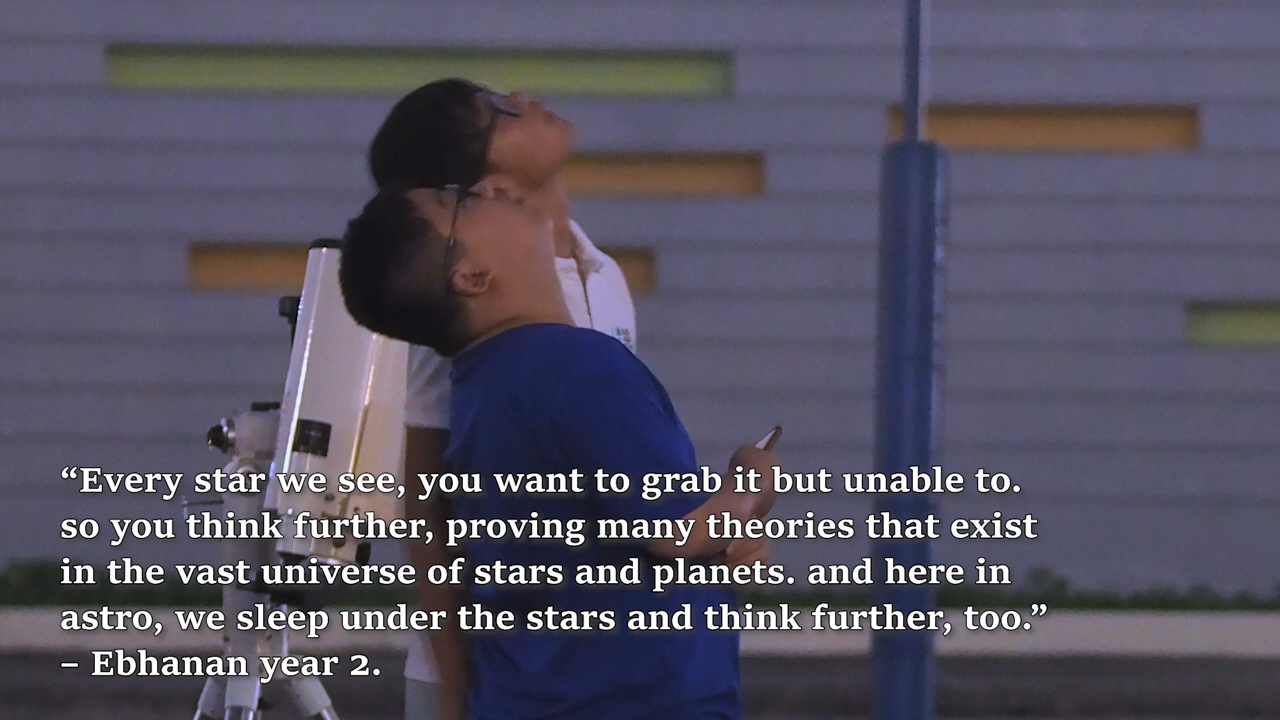 “Every star we see, you want to grab it but unable to.
so you think further, proving many theories that exist
in the vast universe of stars and planets. and here in
astro, we sleep under the stars and think further, too.”
– Ebhanan year 2.